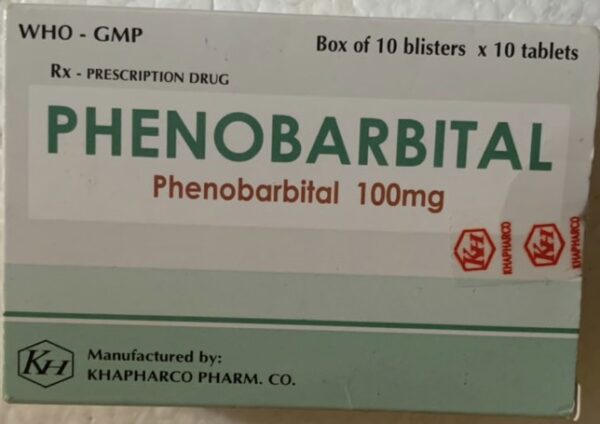 WHO - GMP
Box of 10 blisters x 10 tablets
Rx - PRESCRIPTION DRUG
PHENOBARBITAL
Phenobarbital 100mg
KH KHAPHARCO KH KHAPHARCO
KH
Manufactured by:
KHAPHARCO PHARM. CO.